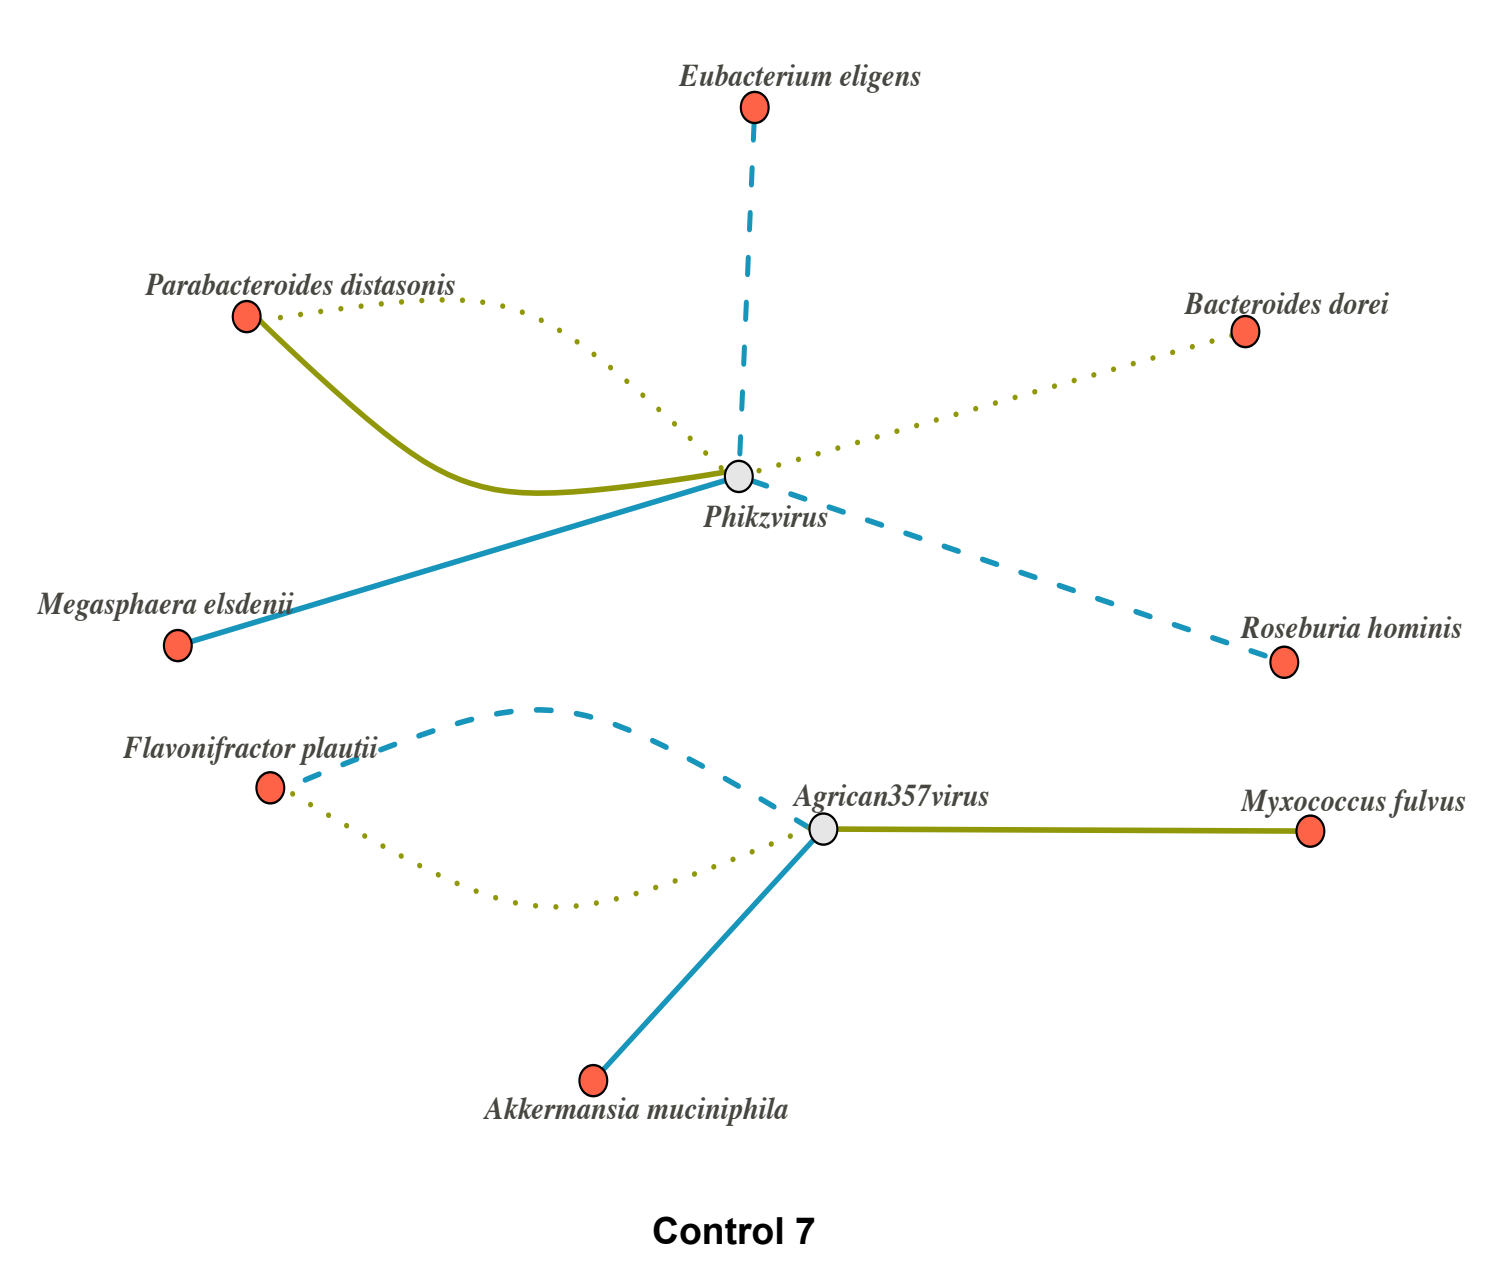 Eubacterium eligens
Parabacteroides distasonis
Bacteroides dorei
Phikzvirus
Megasphaera elsdenii
Roseburia hominis
Flavonifractor plautii
Agrican357virus
Myxococcus fulvus
Akkermansia muciniphila
Control 7